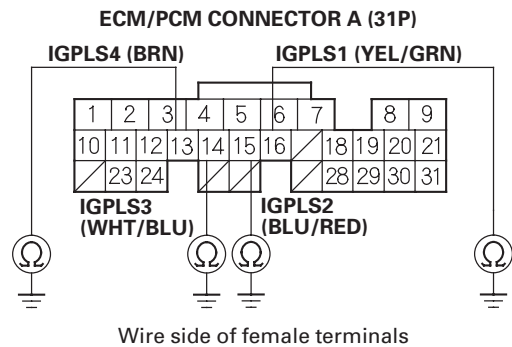 ECM/PCM CONNECTOR A (31P)
IGPLS4 (BRN) IGPLS1 (YEL/GRN)
1 2 3 4 5 6 7 8 9
10 11 12 13 14 15 16 18 19 20 21
23 24 28 29 30 31
IGPLS3 IGPLS2
(WHT/BLU) (BLU/RED)
Ω Ω Ω Ω
Wire side of female terminals